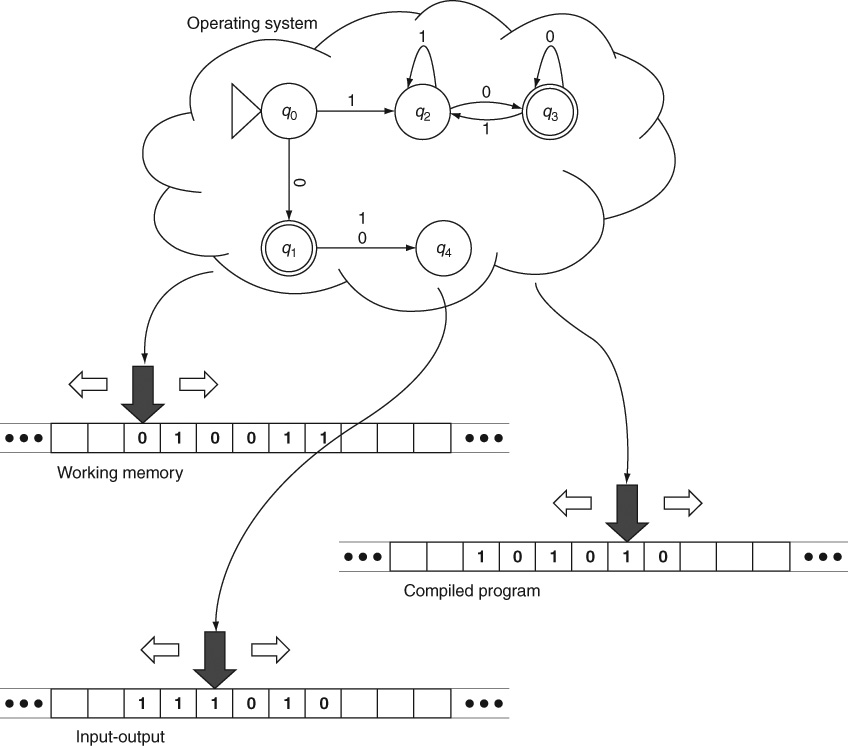 Operating system
1
0
q0
1
q2
0
1
q3
0
q1
1
0
q4
0 1 0 0 1 1
Working memory
1 0 1 0 1 0
Compiled program
1 1 1 0 1 0
Input-output